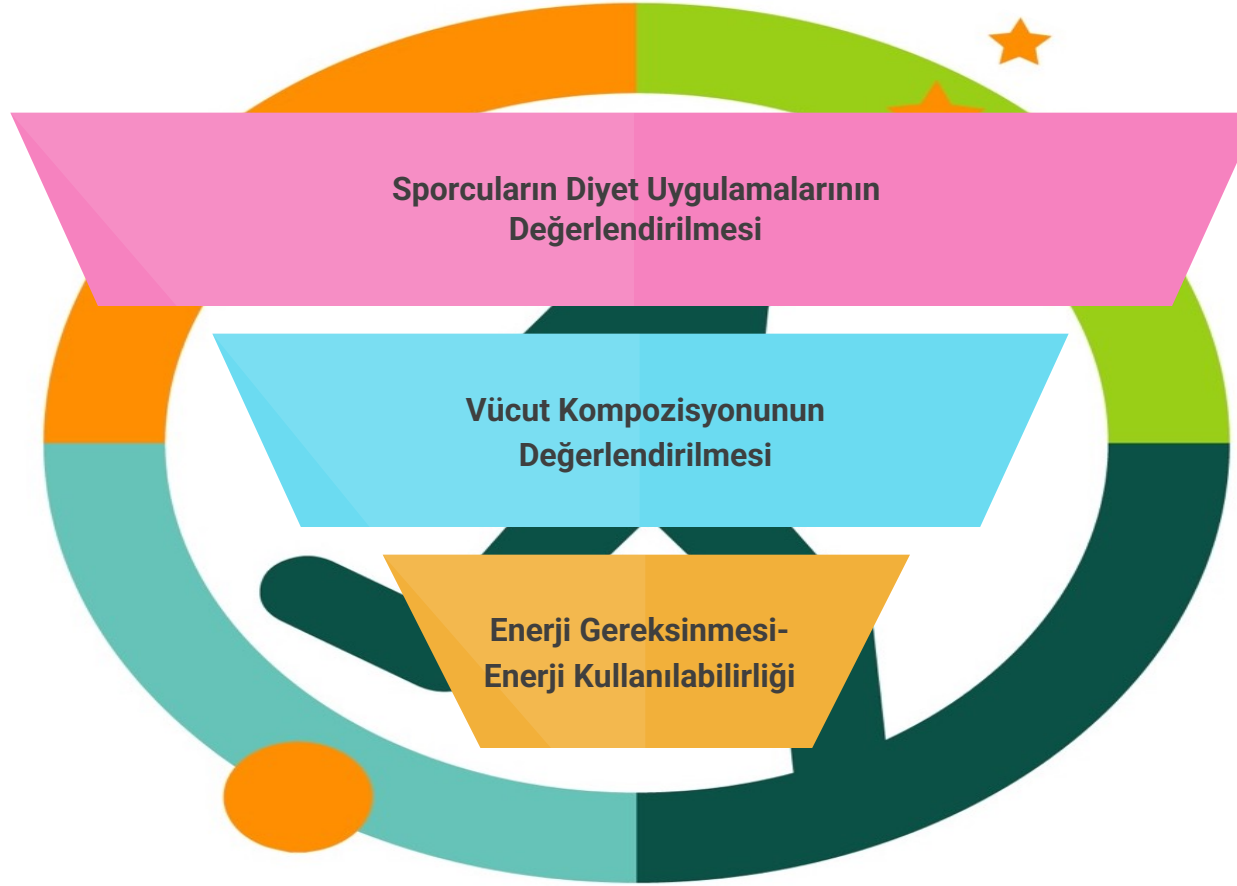 Sporcuların Diyet Uygulamalarının
Değerlendirilmesi
Vücut Kompozisyonunun
Değerlendirilmesi
Enerji Gereksinmesi-
Enerji Kullanılabilirliği